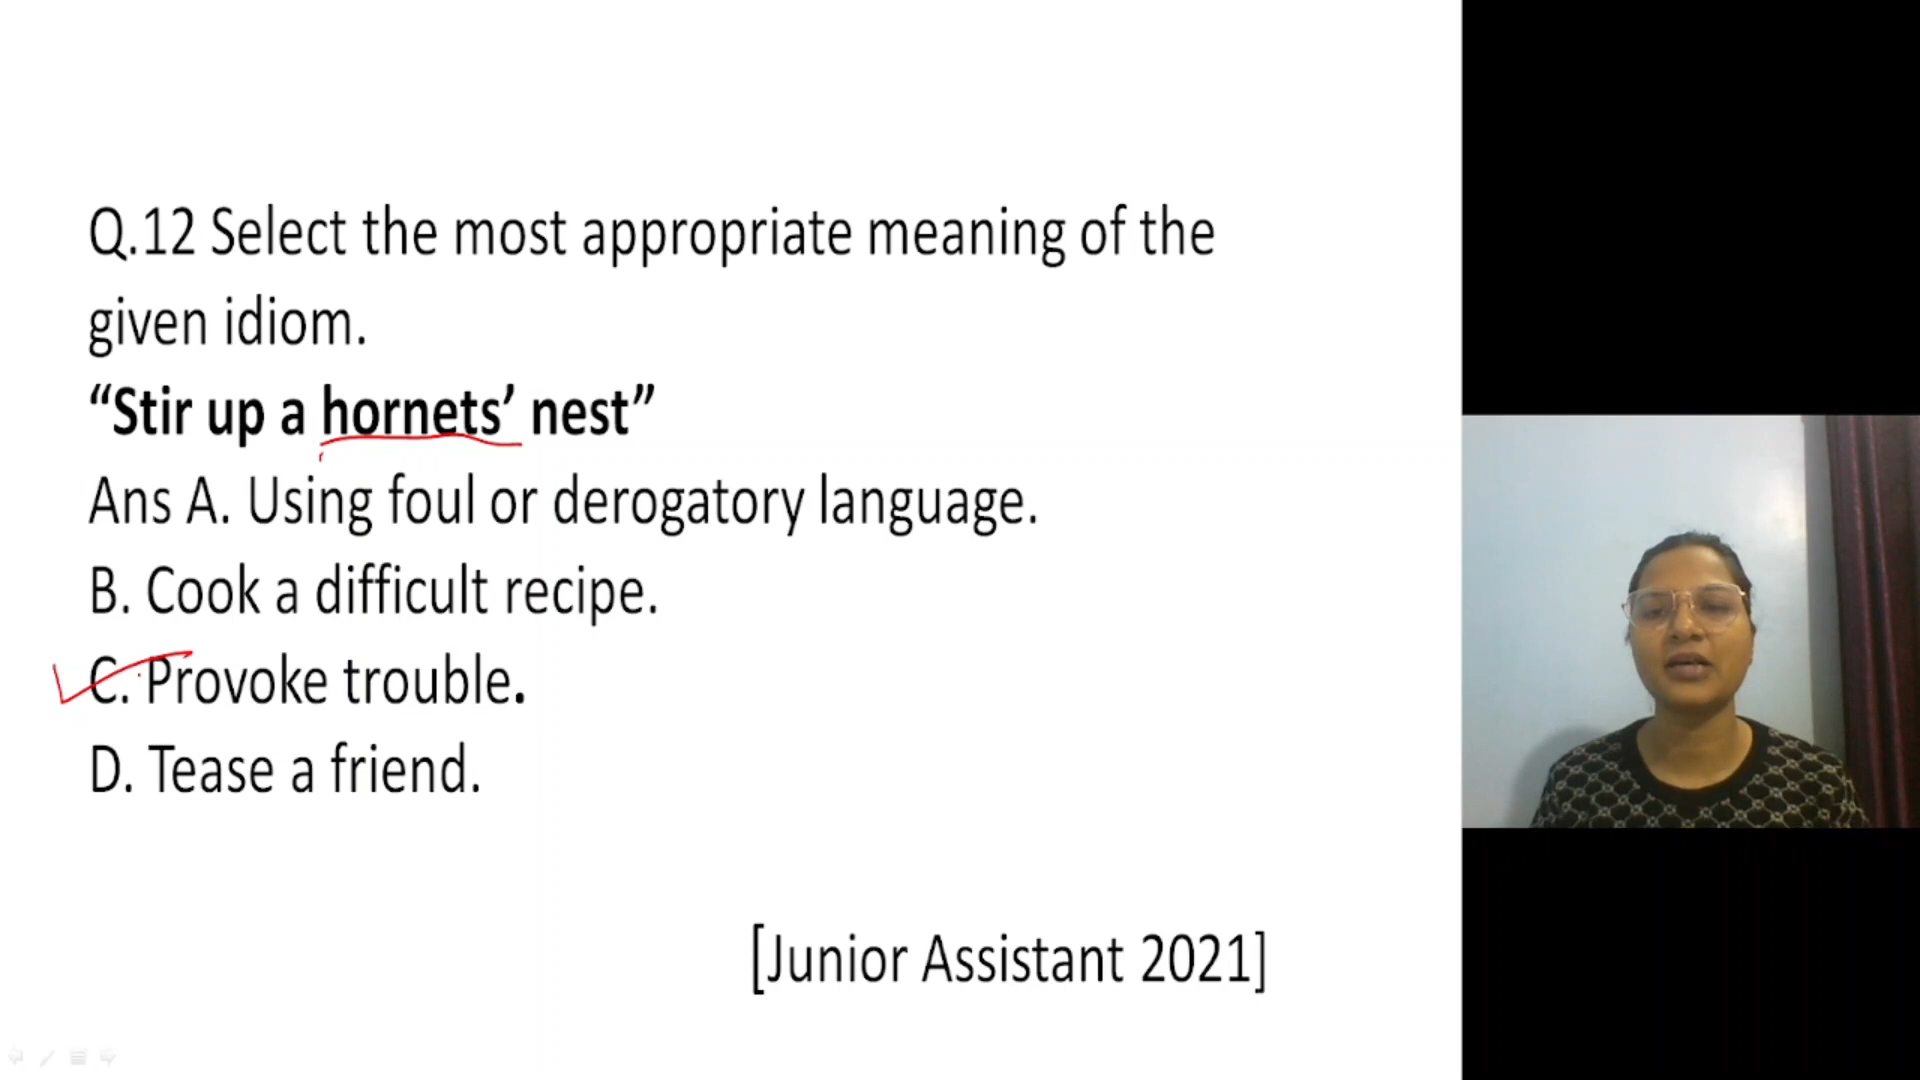 Q.12 Select the most appropriate meaning of the
given idiom.
“Stir up a hornets’ nest”
Ans A. Using foul or derogatory language.
B. Cook a difficult recipe.
C. Provoke trouble.
D. Tease a friend.
[Junior Assistant 2021]